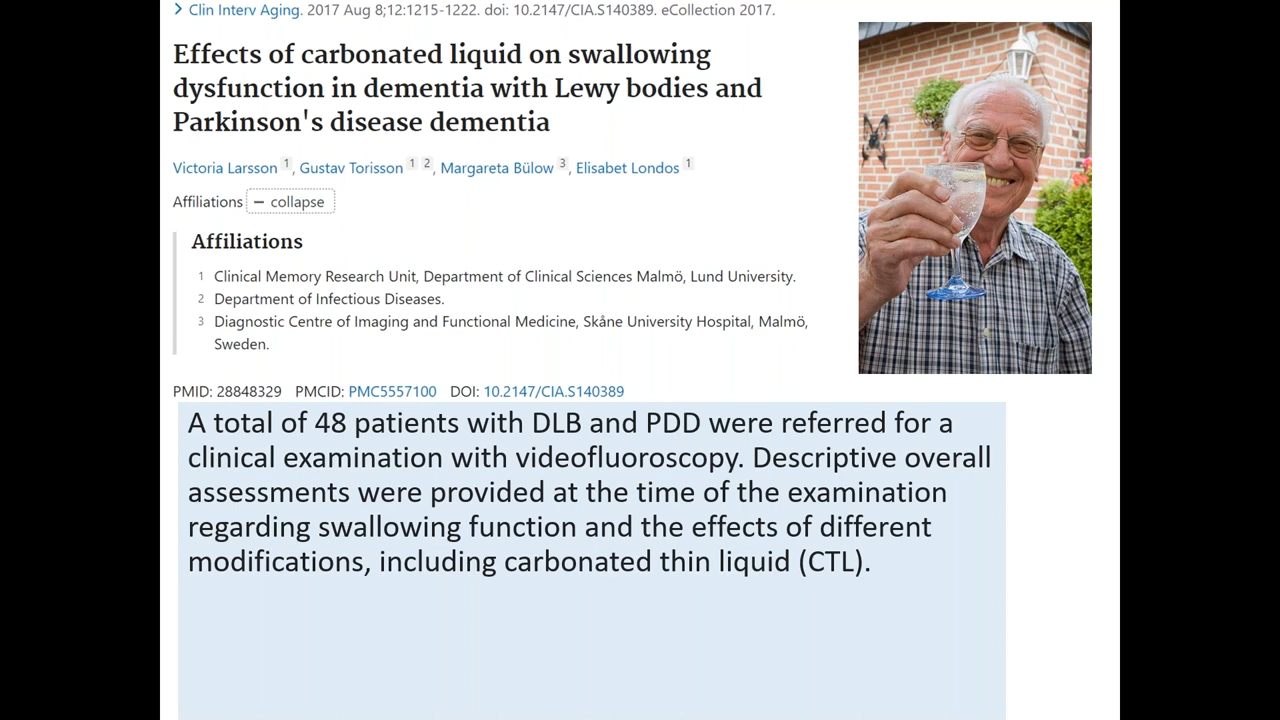 > Clin Interv Aging. 2017 Aug 8;12:1215-1222. doi: 10.2147/CIA.S140389. eCollection 2017.
Effects of carbonated liquid on swallowing
dysfunction in dementia with Lewy bodies and
Parkinson's disease dementia
Victoria Larsson 1, Gustav Torisson 1 2, Margareta Bülow 3, Elisabet Londos 1
Affiliations − collapse
Affiliations
1 Clinical Memory Research Unit, Department of Clinical Sciences Malmö, Lund University.
2 Department of Infectious Diseases.
3 Diagnostic Centre of Imaging and Functional Medicine, Skåne University Hospital, Malmö,
Sweden.
PMID: 28848329 PMCID: PMC5557100 DOI: 10.2147/CIA.S140389
A total of 48 patients with DLB and PDD were referred for a
clinical examination with videofluoroscopy. Descriptive overall
assessments were provided at the time of the examination
regarding swallowing function and the effects of different
modifications, including carbonated thin liquid (CTL).